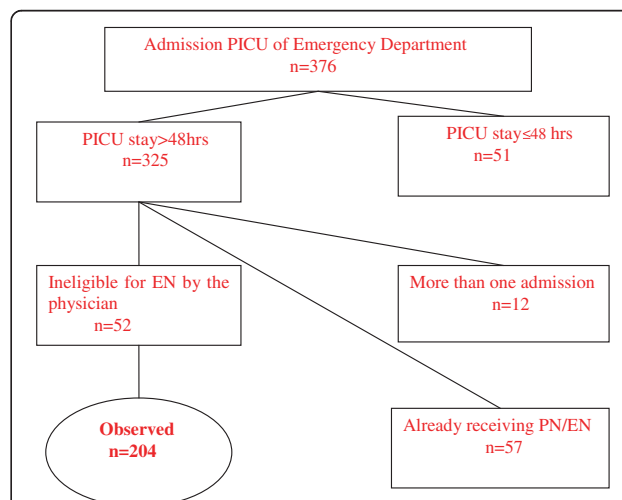 Admission PICU of Emergency Department
n=376
PICU stay>48hrs
n=325
PICU stay≤48 hrs
n=51
Ineligible for EN by the
physician
n=52
More than one admission
n=12
Observed
n=204
Already receiving PN/EN
n=57